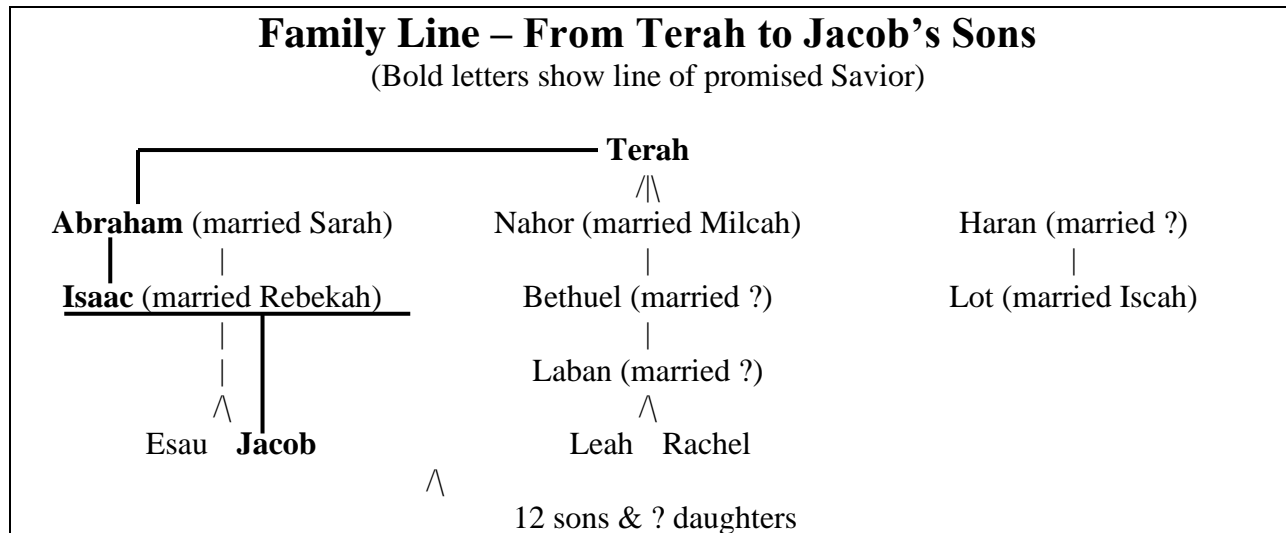 Family Line – From Terah to Jacob’s Sons
(Bold letters show line of promised Savior)
Terah
Abraham (married Sarah) Nahor (married Milcah) Haran (married ?)
Isaac (married Rebekah) Bethuel (married ?) Lot (married Iscah)
Laban (married ?)
Esau Jacob Leah Rachel
12 sons & ? daughters